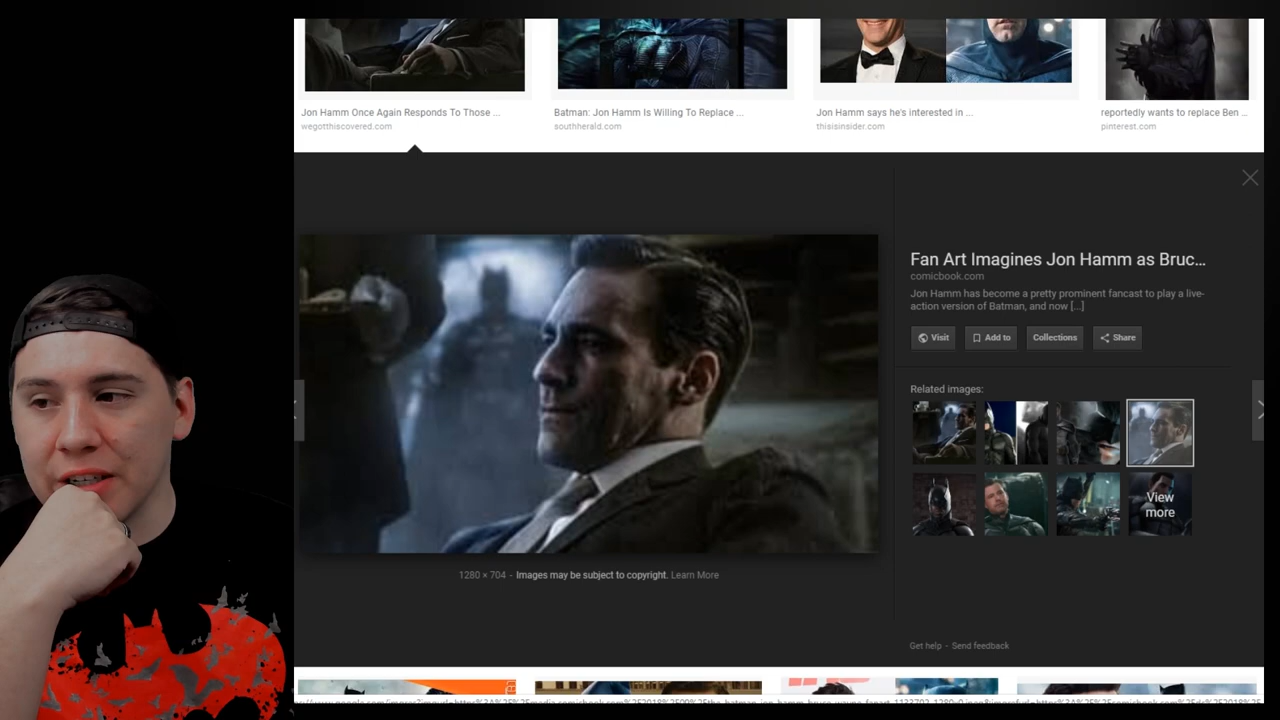 Jon Hamm Once Again Responds To Those ...
wegotthiscovered.com
Batman: Jon Hamm Is Willing To Replace ...
southherald.com
Jon Hamm says he's interested in ...
thisisinsider.com
reportedly wants to replace Ben ...
pinterest.com
Fan Art Imagines Jon Hamm as Bruc...
comicbook.com
Jon Hamm has become a pretty prominent fancast to play a live-
action version of Batman, and now [...]
Visit
Add to
Collections
Share
Related images:
View
more
1280 × 704 - Images may be subject to copyright. Learn More
Get help - Send feedback